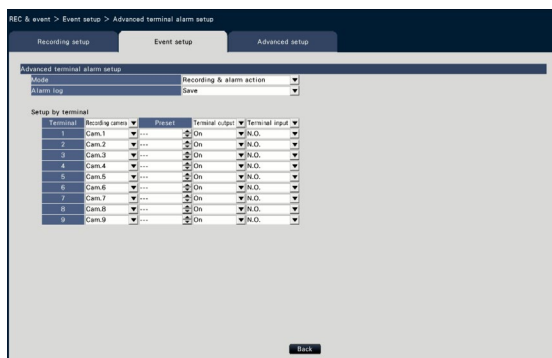 REC & event > Event setup > Advanced terminal alarm setup
Recording setup Event setup Advanced setup
Advanced terminal alarm setup
Mode Recording & alarm action
Alarm log Save
Setup by terminal
Terminal Recording camera Preset Terminal output Terminal input
1 Cam.1 --- On N.O.
2 Cam.2 --- On N.O.
3 Cam.3 --- On N.O.
4 Cam.4 --- On N.O.
5 Cam.5 --- On N.O.
6 Cam.6 --- On N.O.
7 Cam.7 --- On N.O.
8 Cam.8 --- On N.O.
9 Cam.9 --- On N.O.
Back